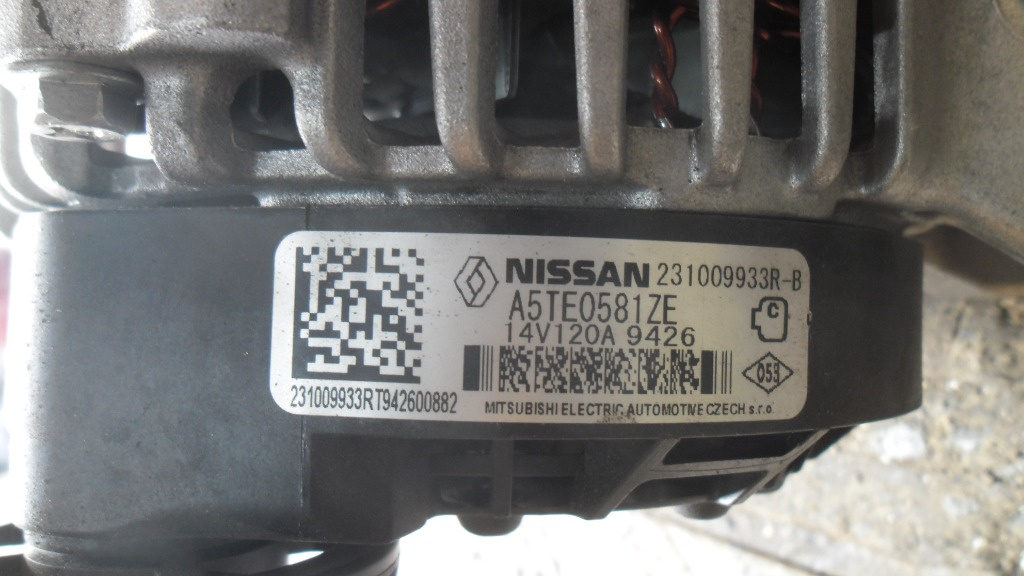 NISSAN 231009933R-B
A5TE0581ZE
C
14V120A 9426
053
231009933RT942600882
MITSUBISHI ELECTRIC AUTOMOTIVE CZECH s.r.o.